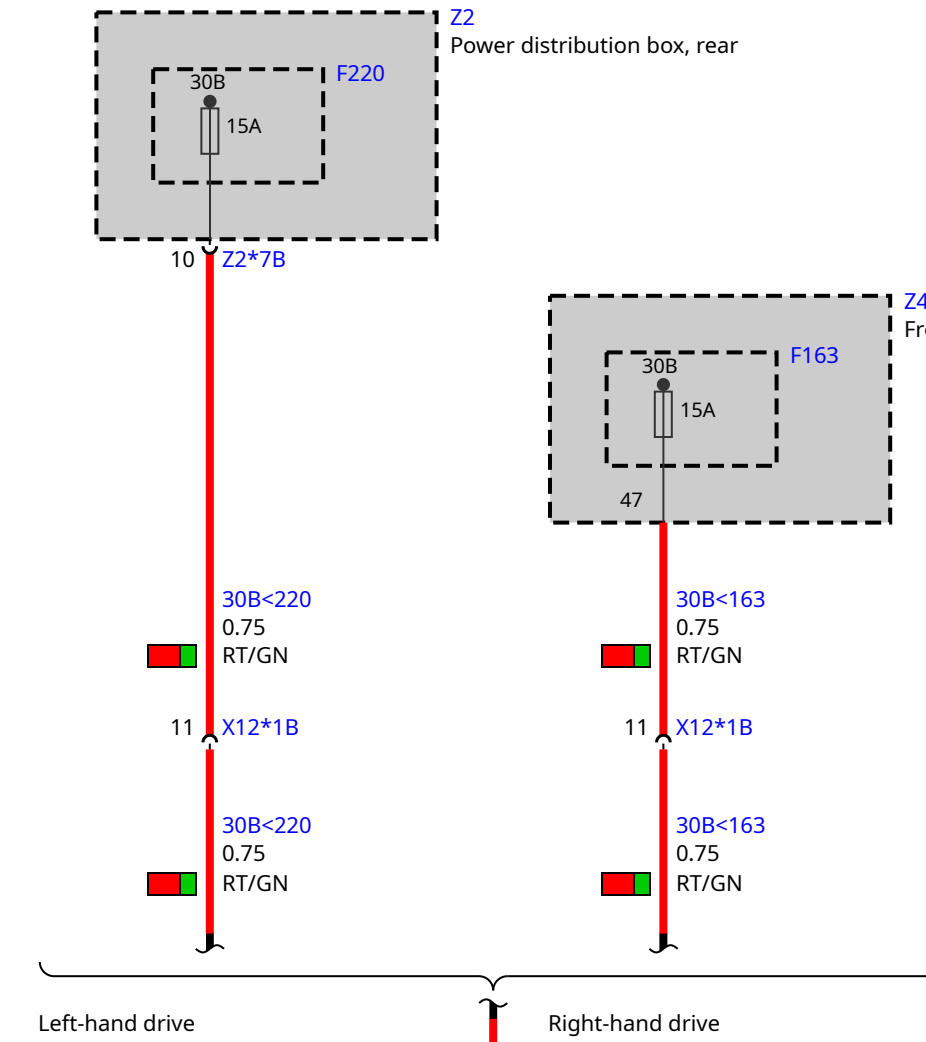 Z2
Power distribution box, rear
F220
30B
15A
10 Z2*7B
Z4
F163
30B
15A
47
30B<220
0.75
RT/GN
30B<163
0.75
RT/GN
11 X12*1B
11 X12*1B
30B<220
0.75
RT/GN
30B<163
0.75
RT/GN
Left-hand drive
Right-hand drive